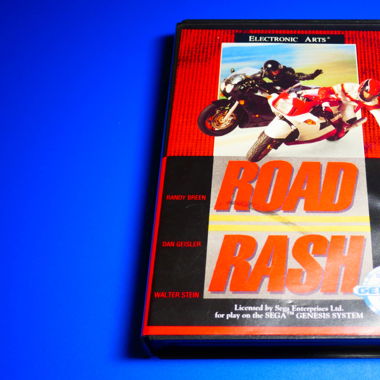 ELECTRONIC ARTS®
RANDY BREEN
ROAD
DAN GEISLER
RASH
WALTER STEIN
Licensed by Sega Enterprises Ltd.
for play on the SEGA™ GENESIS SYSTEM